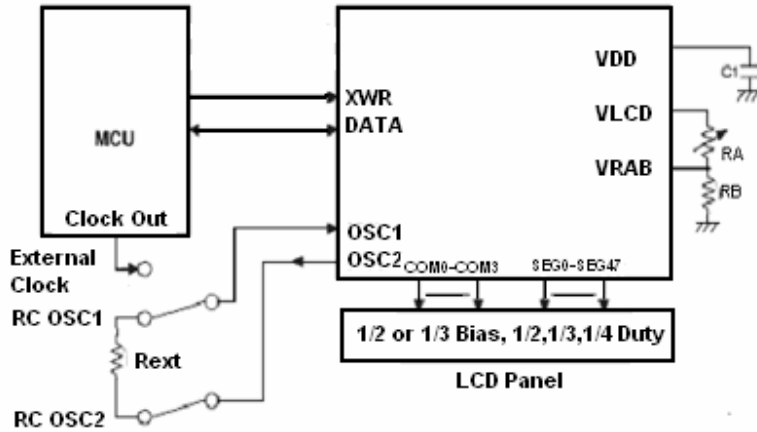 MCU
Clock Out
External
Clock
RC OSC1
Rext
RC OSC2
XWR
DATA
OSC1
OSC2
COM0-COM3
SEG0-SEG47
VDD
VLCD
VRAB
C1
RA
RB
1/2 or 1/3 Bias, 1/2,1/3,1/4 Duty
LCD Panel